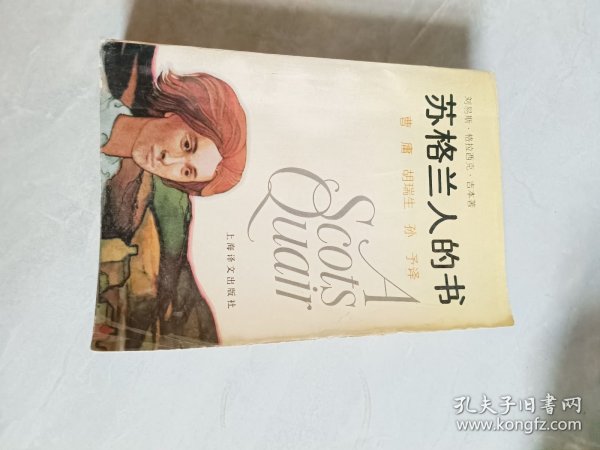 刘易斯·格拉西克·吉本著
苏格兰人的书
曹庸 胡瑞生 孙予译
A
Scots
Quair
上海译文出版社
孔夫子旧书网
www.kongfz.com